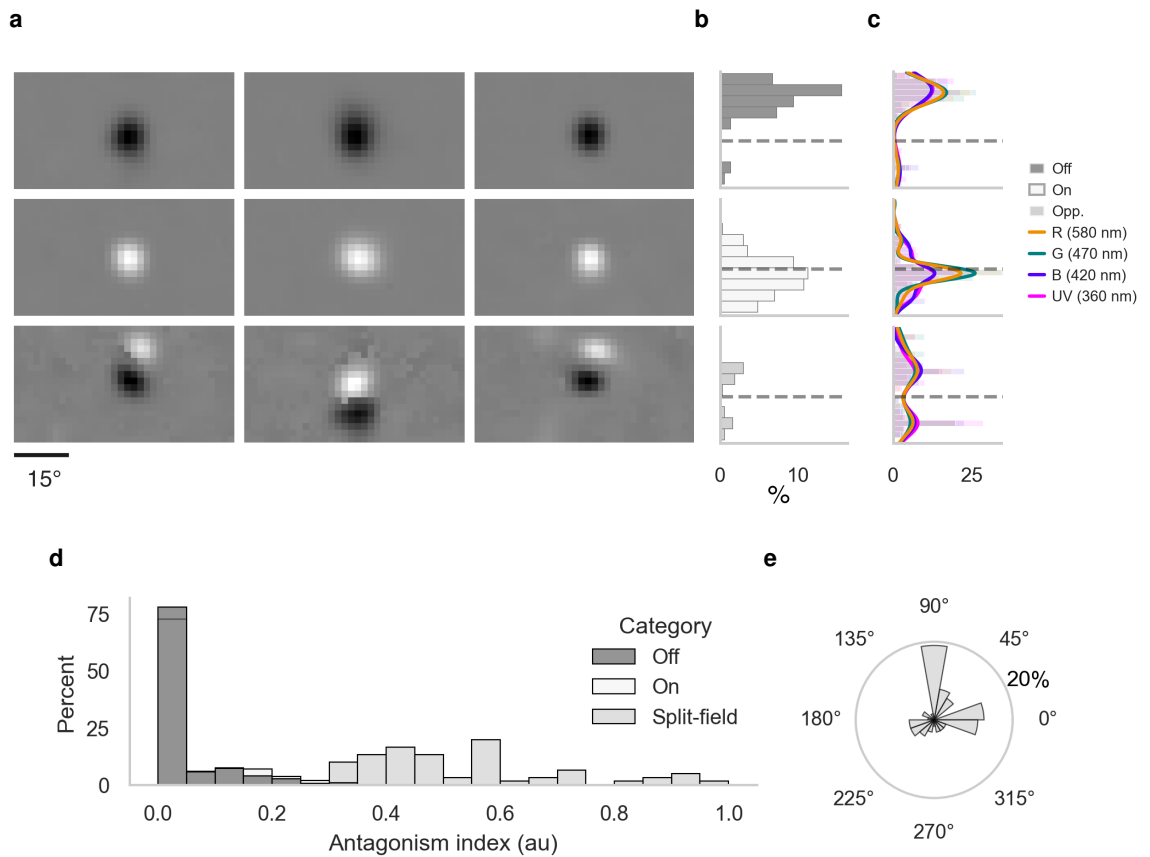 a
b
c
Off
On
Opp.
R (580 nm)
G (470 nm)
B (420 nm)
UV (360 nm)
15°
0 10
%
0 25
d
e
75
50
25
0
Percent
Category
Off
On
Split-field
0.0 0.2 0.4 0.6 0.8 1.0
Antagonism index (au)
90°
135° 45°
20%
180° 0°
225° 315°
270°